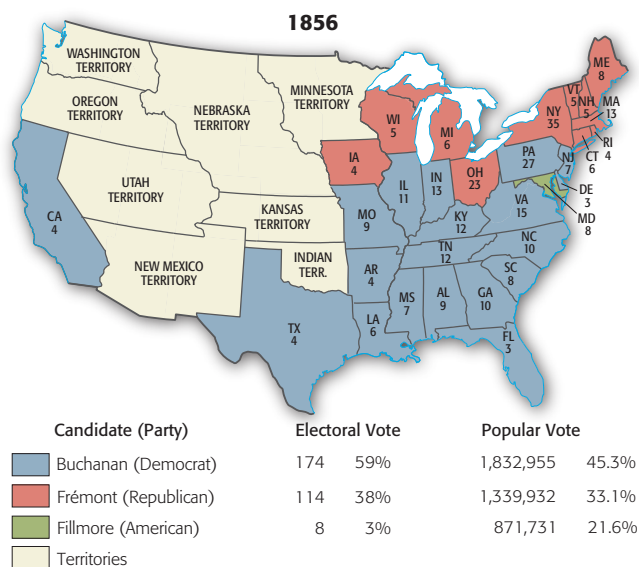 1856
WASHINGTON
TERRITORY
OREGON
TERRITORY
NEBRASKA
TERRITORY
MINNESOTA
TERRITORY
UTAH
TERRITORY
KANSAS
TERRITORY
NEW MEXICO
TERRITORY
INDIAN
TERR.
CA
4
TX
4
WI
5
MI
6
IA
4
IL
11
IN
13
OH
23
MO
9
KY
12
TN
12
AR
4
LA
6
MS
7
AL
9
GA
10
FL
3
SC
8
NC
10
VA
15
PA
27
NJ
7
NY
35
VT
5
NH
5
ME
8
MA
13
RI
4
CT
6
DE
3
MD
8
Candidate (Party) Electoral Vote Popular Vote
Buchanan (Democrat) 174 59% 1,832,955 45.3%
Frémont (Republican) 114 38% 1,339,932 33.1%
Fillmore (American) 8 3% 871,731 21.6%
Territories